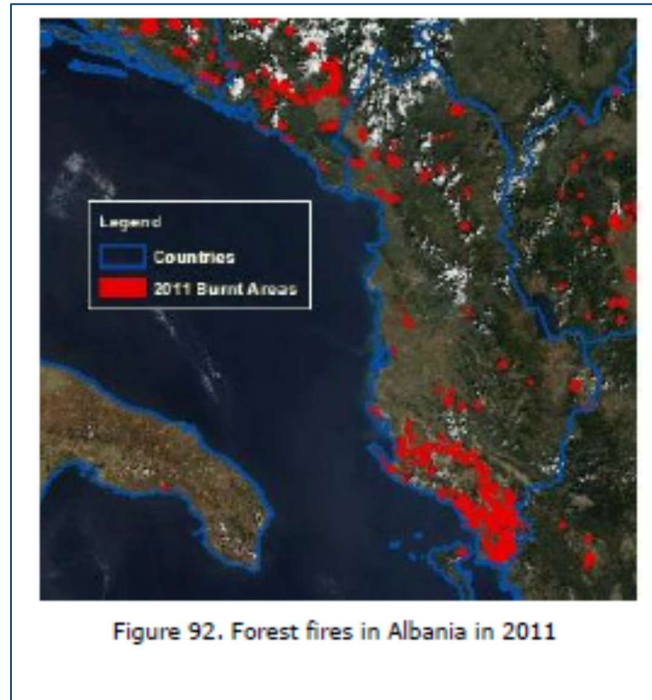 Legend
Countries
2011 Burnt Areas
Figure 92. Forest fires in Albania in 2011